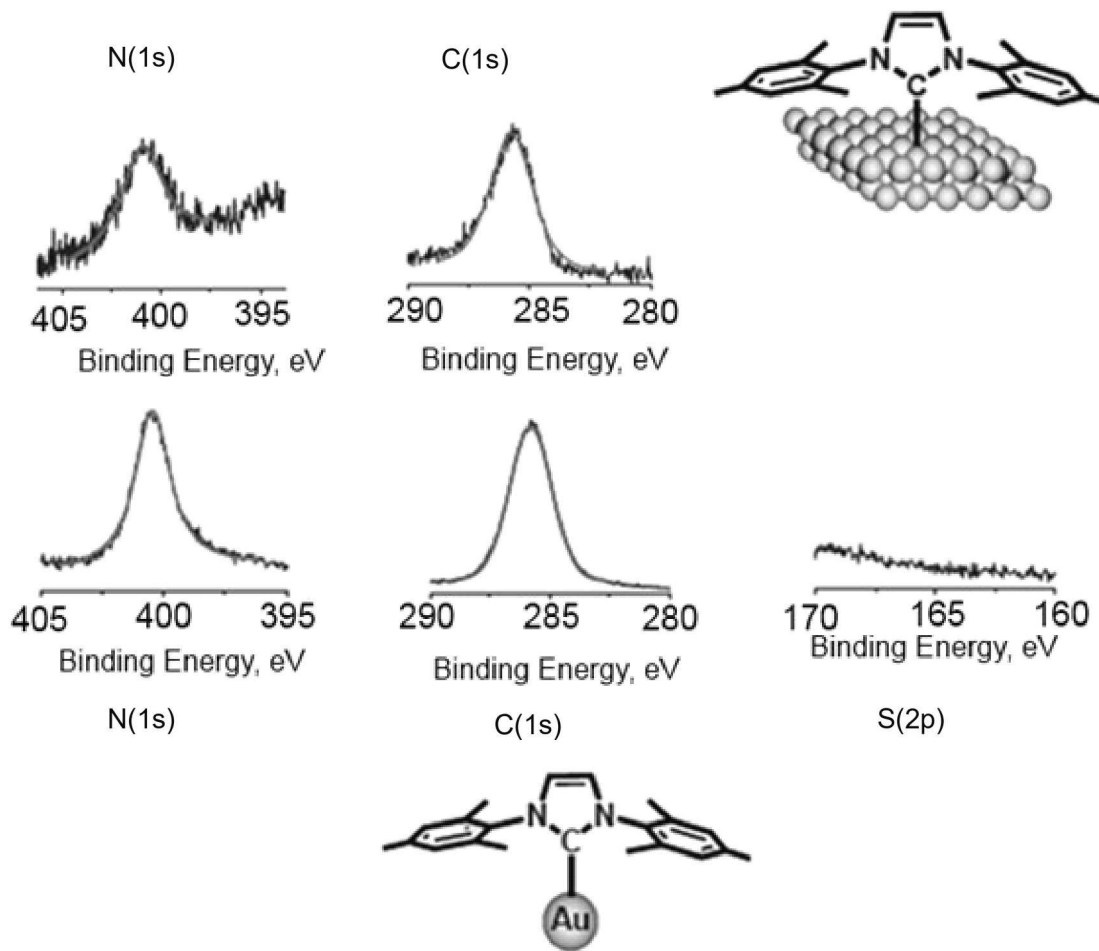 N(1s)
C(1s)
N
N
C
405 400 395
Binding Energy, eV
290 285 280
Binding Energy, eV
405 400 395
Binding Energy, eV
N(1s)
290 285 280
Binding Energy, eV
C(1s)
170 165 160
Binding Energy, eV
S(2p)
N
N
C
Au